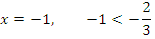 x = −1,  −1 < −2/3